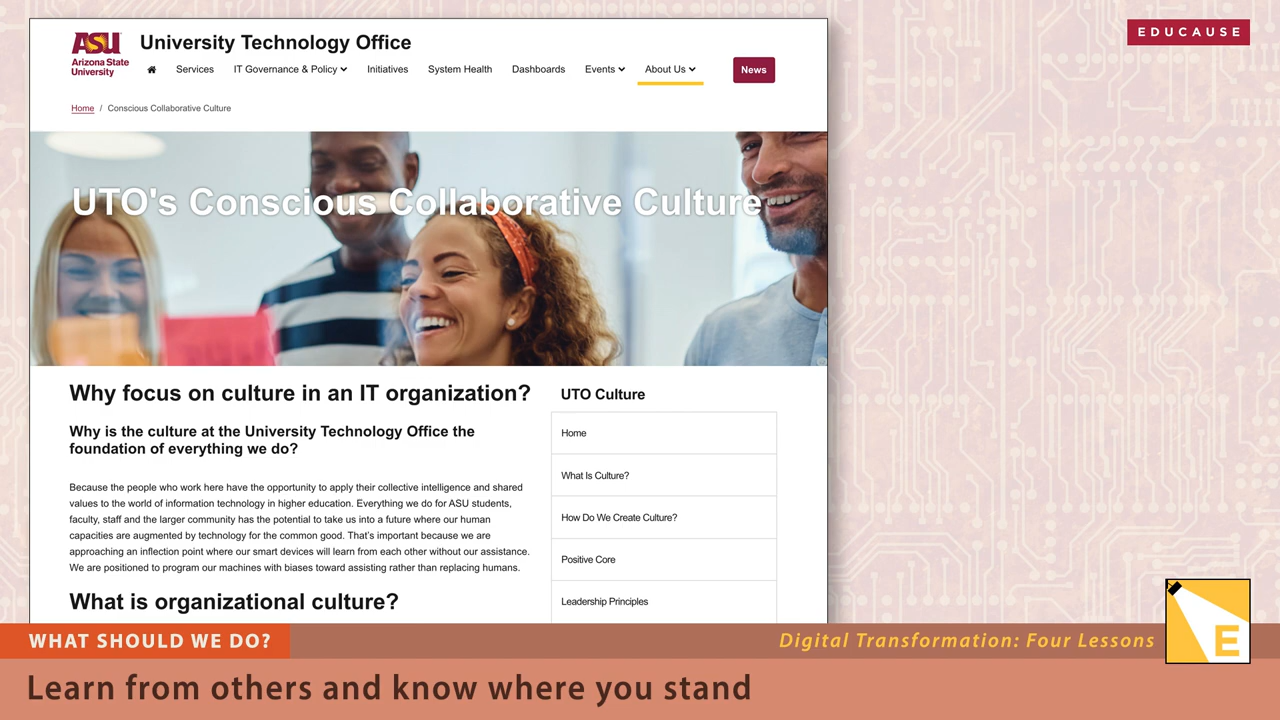 EDUCAUSE
ASU
Arizona State
University
University Technology Office
Services IT Governance & Policy Initiatives System Health Dashboards Events About Us News
Home / Conscious Collaborative Culture
UTO's Conscious Collaborative Culture
Why focus on culture in an IT organization?
Why is the culture at the University Technology Office the
foundation of everything we do?
Because the people who work here have the opportunity to apply their collective intelligence and shared
values to the world of information technology in higher education. Everything we do for ASU students,
faculty, staff and the larger community has the potential to take us into a future where our human
capacities are augmented by technology for the common good. That's important because we are
approaching an inflection point where our smart devices will learn from each other without our assistance.
We are positioned to program our machines with biases toward assisting rather than replacing humans.
What is organizational culture?
UTO Culture
Home
What Is Culture?
How Do We Create Culture?
Positive Core
Leadership Principles
WHAT SHOULD WE DO?
Digital Transformation: Four Lessons
E
Learn from others and know where you stand